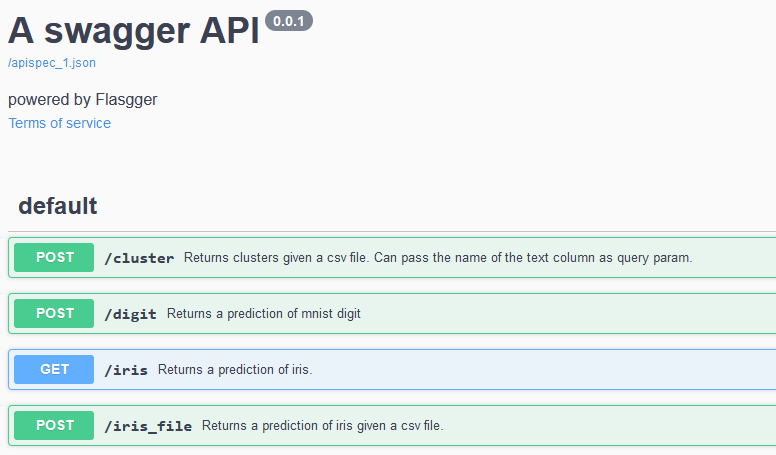 A swagger API 0.0.1
/apispec_1.json
powered by Flasgger
Terms of service
default
POST /cluster Returns clusters given a csv file. Can pass the name of the text column as query param.
POST /digit Returns a prediction of mnist digit
GET /iris Returns a prediction of iris.
POST /iris_file Returns a prediction of iris given a csv file.